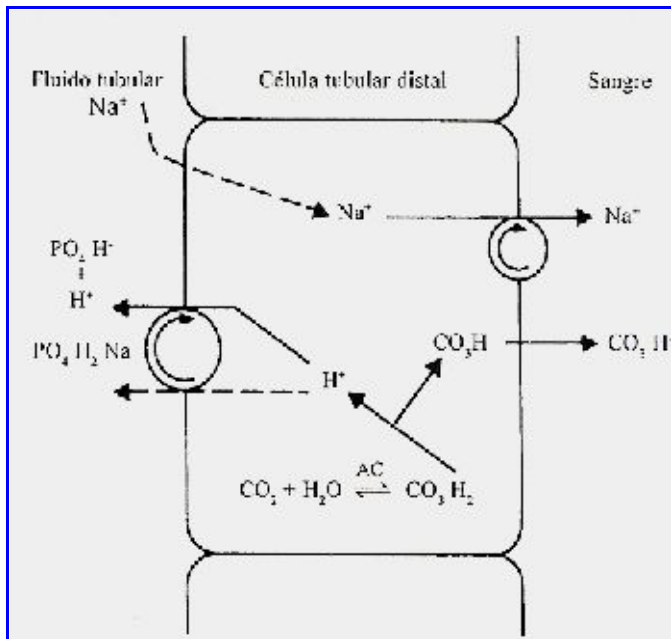 Fluido tubular
Na⁺
Célula tubular distal
Sangre
Na⁺
Na⁺
PO₄ H⁻
+
H⁺
PO₄ H₂ Na
H⁺
CO₃H
CO₃ H⁻
AC
CO₂ + H₂O ⇌ CO₃ H₂